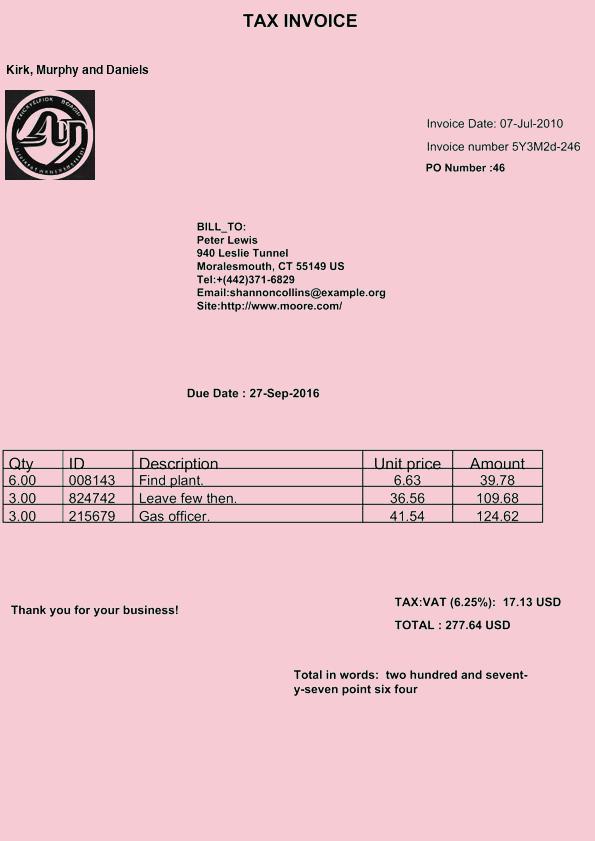 TAX INVOICE
Kirk, Murphy and Daniels
Invoice Date: 07-Jul-2010
Invoice number 5Y3M2d-246
PO Number :46
BILL_TO:
Peter Lewis
940 Leslie Tunnel
Moralesmouth, CT 55149 US
Tel:+(442)371-6829
Email:shannoncollins@example.org
Site:http://www.moore.com/
Due Date : 27-Sep-2016
Qty ID Description Unit price Amount
6.00 008143 Find plant. 6.63 39.78
3.00 824742 Leave few then. 36.56 109.68
3.00 215679 Gas officer. 41.54 124.62
Thank you for your business!
TAX:VAT (6.25%): 17.13 USD
TOTAL : 277.64 USD
Total in words: two hundred and sevent-
y-seven point six four